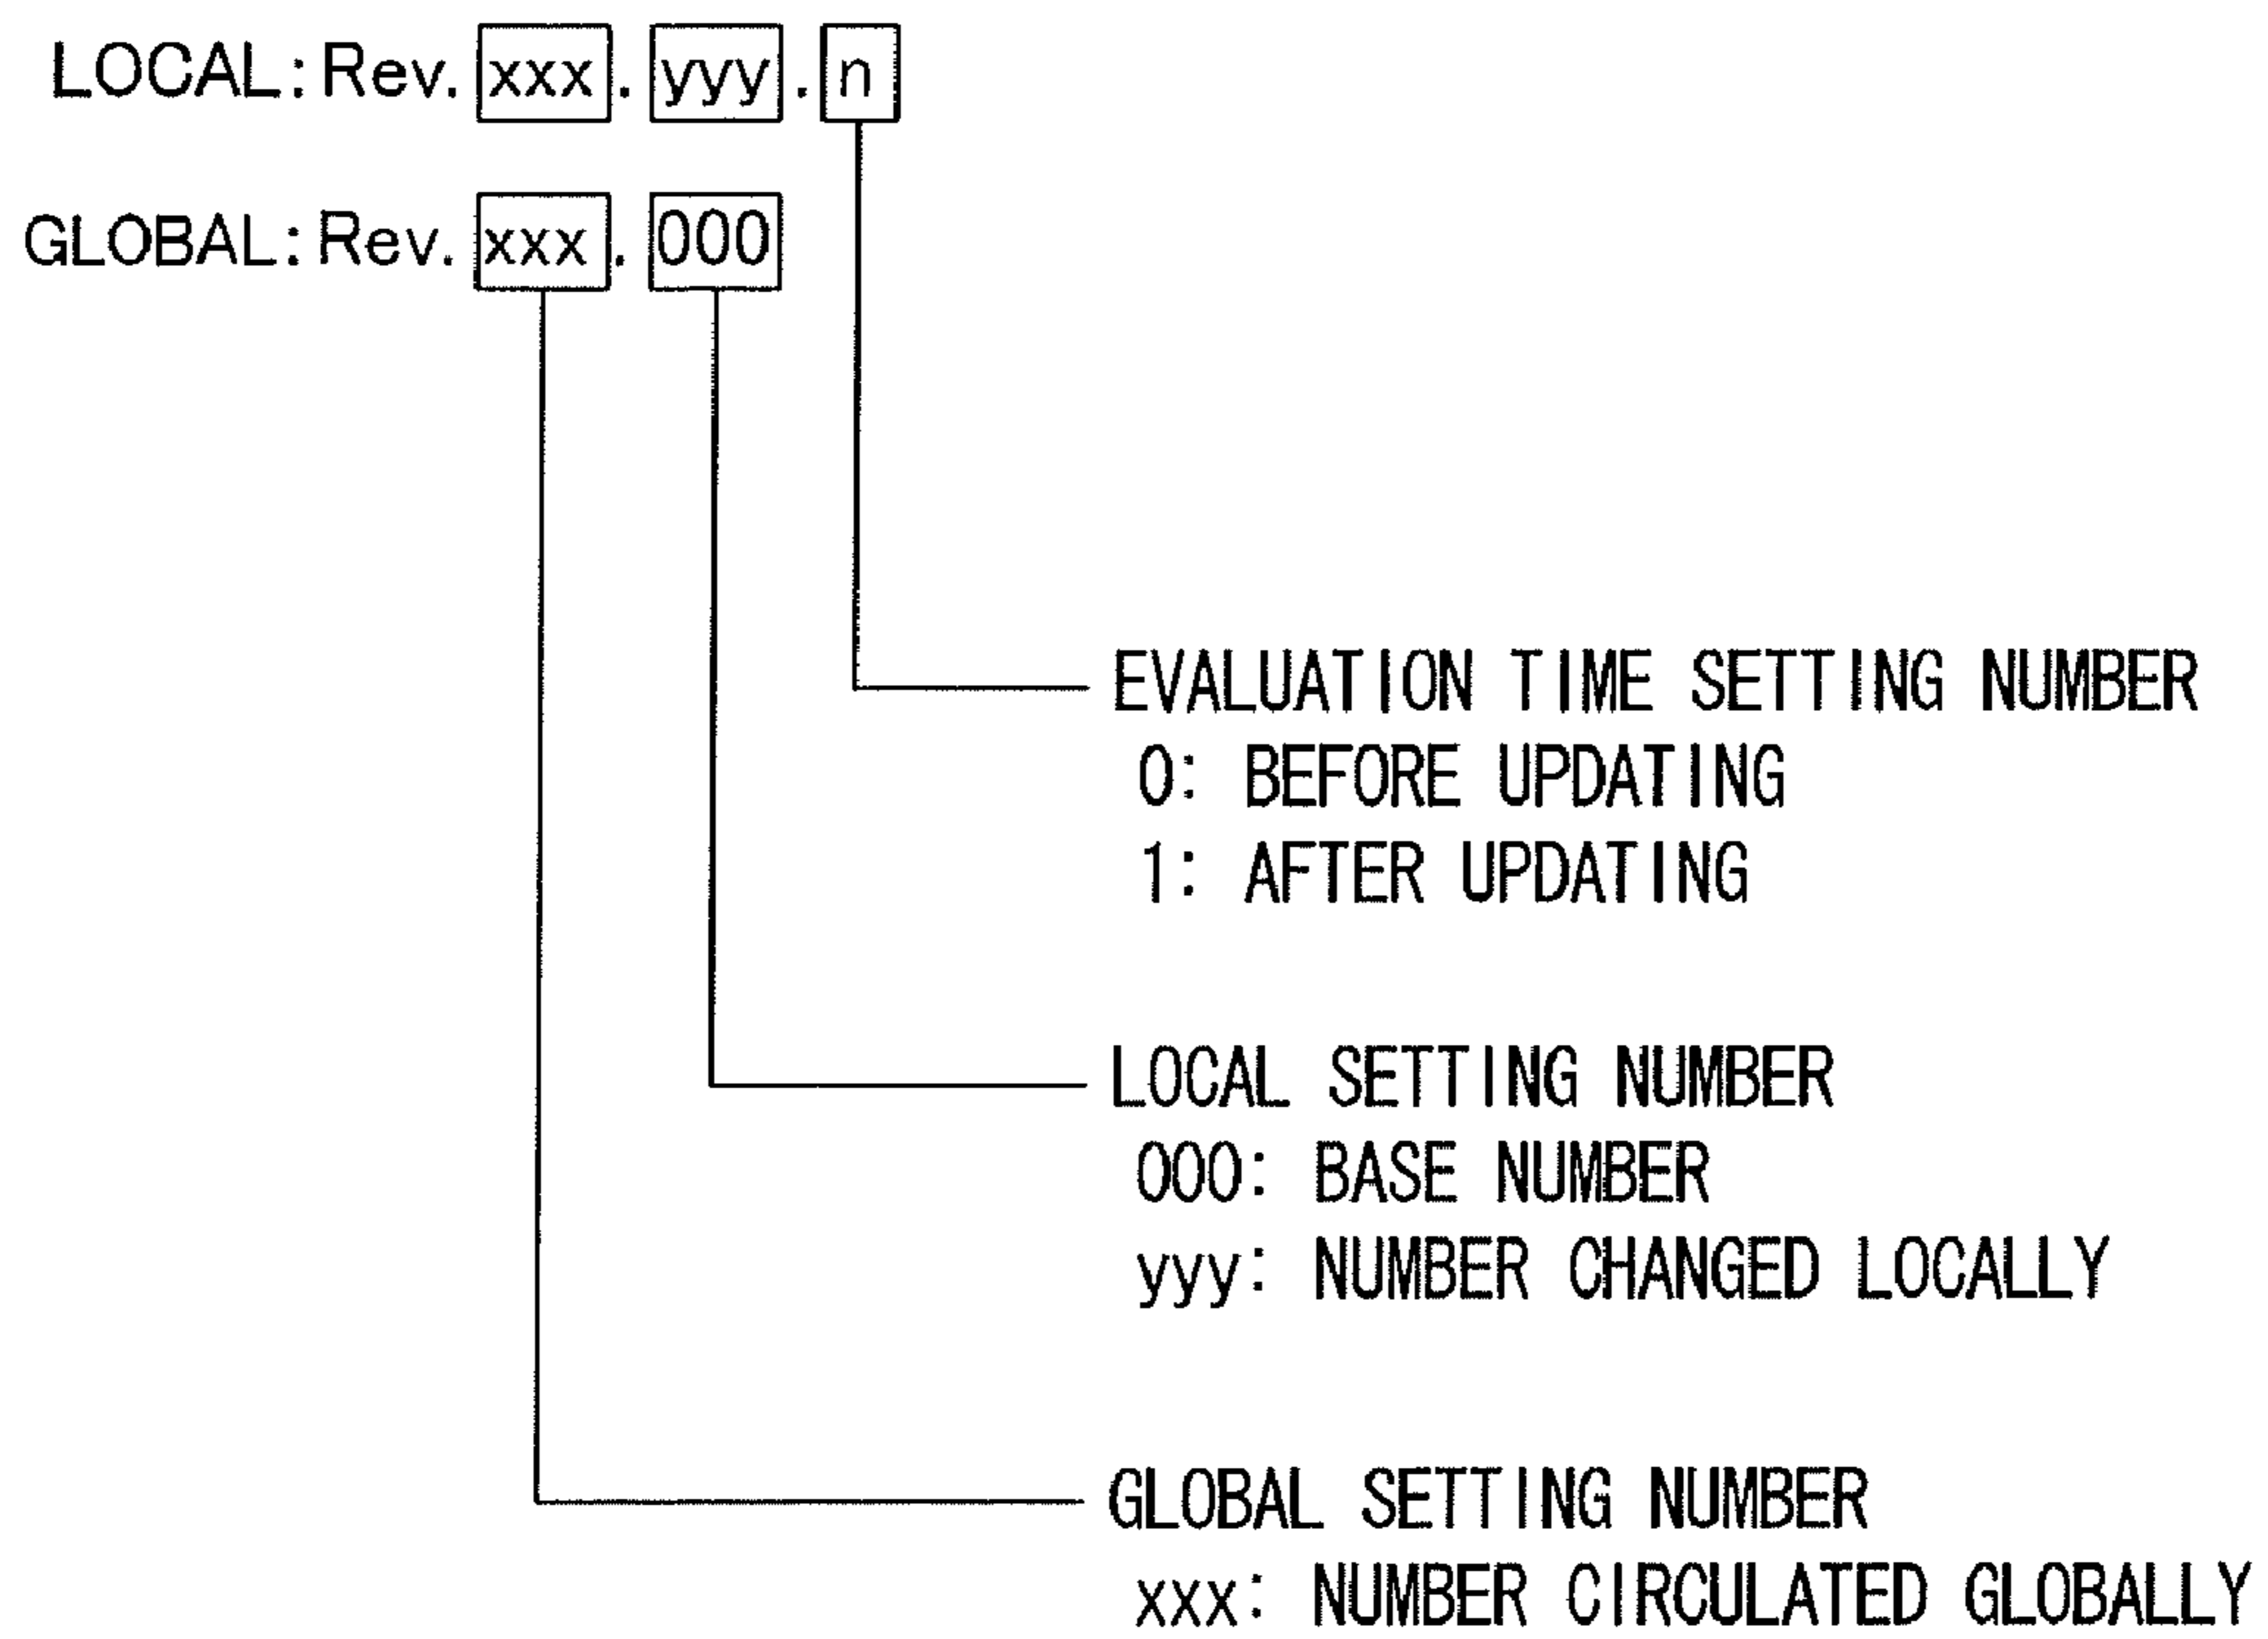 LOCAL:Rev. xxx . yyy . n
GLOBAL:Rev. xxx . 000
EVALUATION TIME SETTING NUMBER
0: BEFORE UPDATING
1: AFTER UPDATING
LOCAL SETTING NUMBER
000: BASE NUMBER
yyy: NUMBER CHANGED LOCALLY
GLOBAL SETTING NUMBER
xxx: NUMBER CIRCULATED GLOBALLY